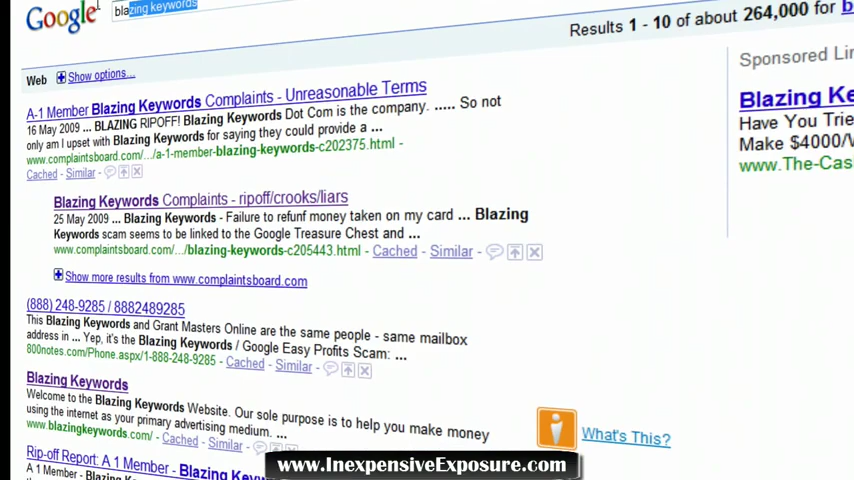 Google
blazing keywords
Results 1 - 10 of about 264,000 for
Web Show options...
Sponsored
A-1 Member Blazing Keywords Complaints - Unreasonable Terms
16 May 2009 ... BLAZING RIPOFF! Blazing Keywords Dot Com is the company. ..... So not
only am I upset with Blazing Keywords for saying they could provide a ...
www.complaintsboard.com/.../a-1-member-blazing-keywords-c202375.html -
Cached - Similar -
Blazing
Have You
Make $4000/
www.The-
Blazing Keywords Complaints - ripoff/crooks/liars
25 May 2009 ... Blazing Keywords - Failure to refunf money taken on my card ... Blazing
Keywords scam seems to be linked to the Google Treasure Chest and ...
www.complaintsboard.com/.../blazing-keywords-c205443.html - Cached - Similar -
Show more results from www.complaintsboard.com
(888) 248-9285 / 8882489285
This Blazing Keywords and Grant Masters Online are the same people - same mailbox
address in ... Yep, it's the Blazing Keywords / Google Easy Profits Scam: ...
800notes.com/Phone.aspx/1-888-248-9285 - Cached - Similar -
Blazing Keywords
Welcome to the Blazing Keywords Website. Our sole purpose is to help you make money
using the internet as your primary advertising medium. ...
www.blazingkeywords.com/ - Cached - Similar -
What's This?
Rip-off Report: A 1 Member - Blazing
A 1 Member - Blazing
www.InexpensiveExposure.com